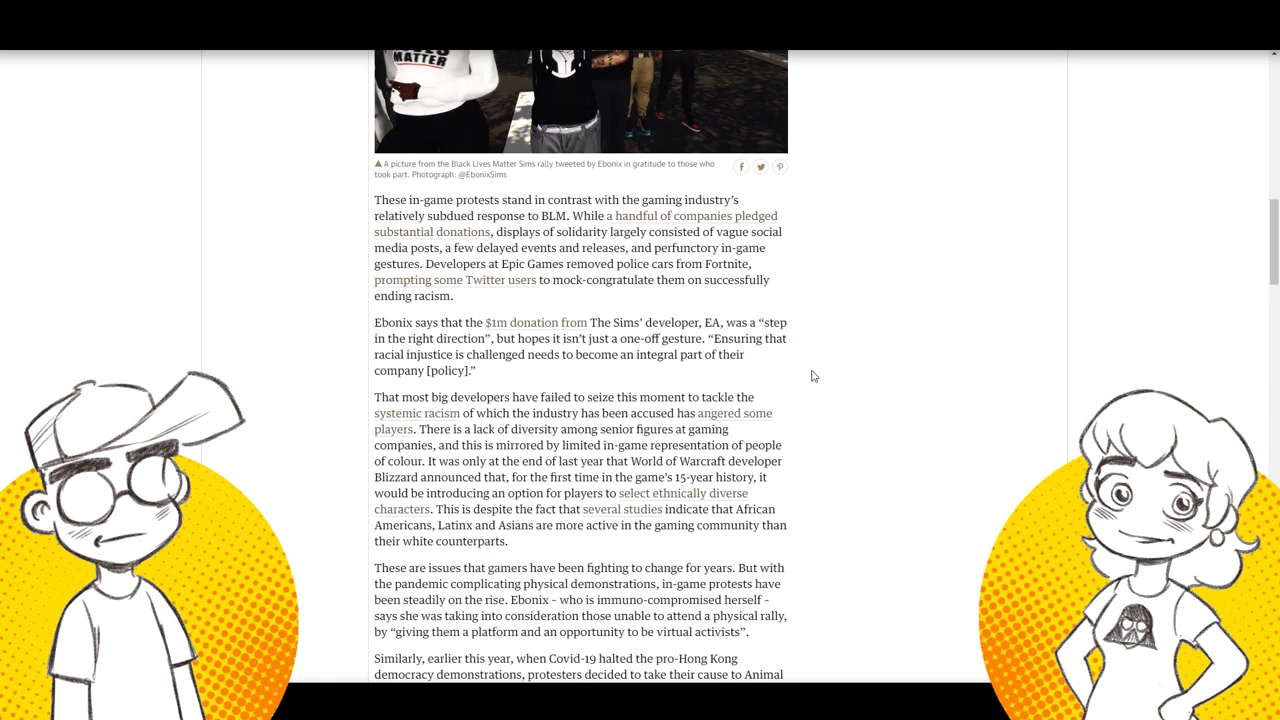 MATTER
▲ A picture from the Black Lives Matter Sims rally tweeted by Ebonix in gratitude to those who
took part. Photograph: @EbonixSims
These in-game protests stand in contrast with the gaming industry’s
relatively subdued response to BLM. While a handful of companies pledged
substantial donations, displays of solidarity largely consisted of vague social
media posts, a few delayed events and releases, and perfunctory in-game
gestures. Developers at Epic Games removed police cars from Fortnite,
prompting some Twitter users to mock-congratulate them on successfully
ending racism.
Ebonix says that the $1m donation from The Sims’ developer, EA, was a “step
in the right direction”, but hopes it isn’t just a one-off gesture. “Ensuring that
racial injustice is challenged needs to become an integral part of their
company [policy].”
That most big developers have failed to seize this moment to tackle the
systemic racism of which the industry has been accused has angered some
players. There is a lack of diversity among senior figures at gaming
companies, and this is mirrored by limited in-game representation of people
of colour. It was only at the end of last year that World of Warcraft developer
Blizzard announced that, for the first time in the game’s 15-year history, it
would be introducing an option for players to select ethnically diverse
characters. This is despite the fact that several studies indicate that African
Americans, Latinx and Asians are more active in the gaming community than
their white counterparts.
These are issues that gamers have been fighting to change for years. But with
the pandemic complicating physical demonstrations, in-game protests have
been steadily on the rise. Ebonix – who is immuno-compromised herself –
says she was taking into consideration those unable to attend a physical rally,
by “giving them a platform and an opportunity to be virtual activists”.
Similarly, earlier this year, when Covid-19 halted the pro-Hong Kong
democracy demonstrations, protesters decided to take their cause to Animal